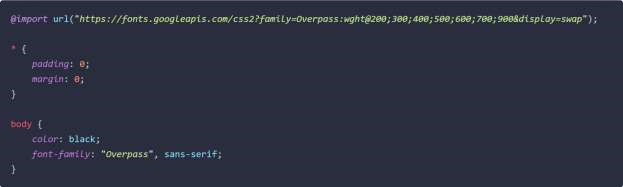 @import url("https://fonts.googleapis.com/css2?family=Overpass:wght@200;300;400;500;600;700;900&display=swap");
* {
padding: 0;
margin: 0;
}
body {
color: black;
font-family: "Overpass", sans-serif;
}